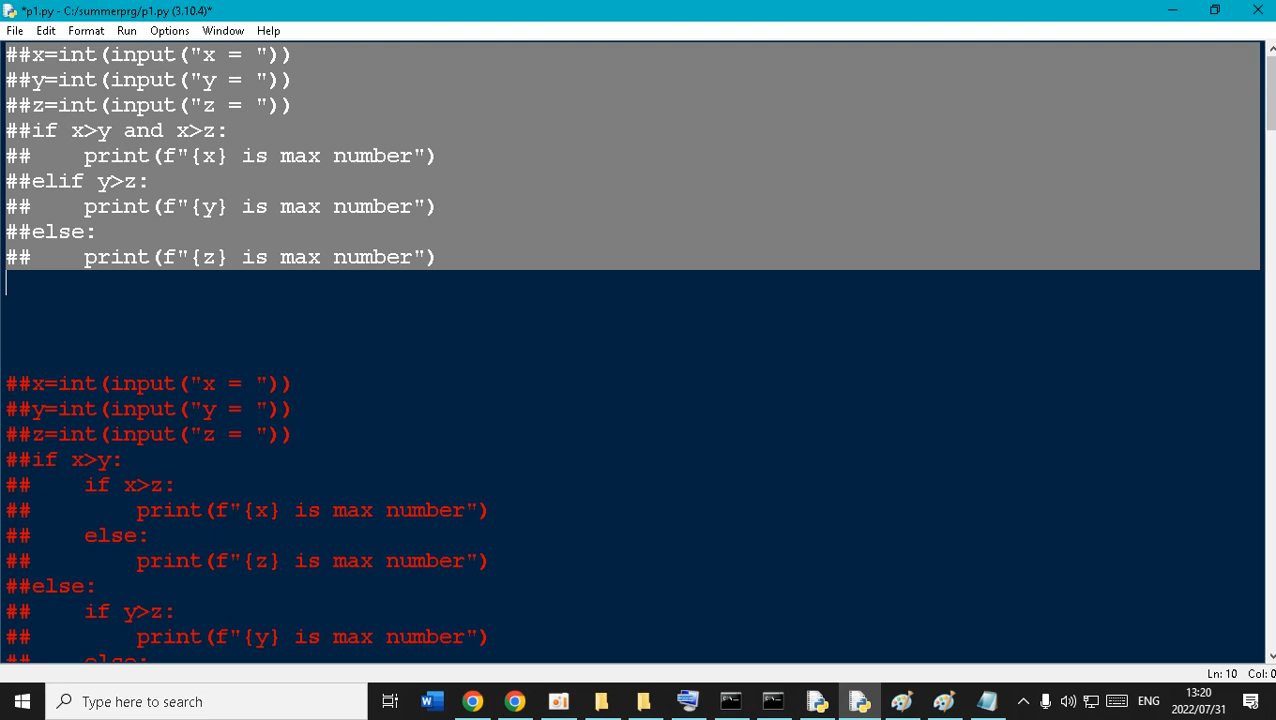 *p1.py - C:/summerprg/p1.py (3.10.4)*
File Edit Format Run Options Window Help
##x=int(input("x = "))
##y=int(input("y = "))
##z=int(input("z = "))
##if x>y and x>z:
##    print(f"{x} is max number")
##elif y>z:
##    print(f"{y} is max number")
##else:
##    print(f"{z} is max number")
##x=int(input("x = "))
##y=int(input("y = "))
##z=int(input("z = "))
##if x>y:
##    if x>z:
##        print(f"{x} is max number")
##    else:
##        print(f"{z} is max number")
##else:
##    if y>z:
##        print(f"{y} is max number")
##    else:
Ln: 10 Col: 0
Type here to search
ENG
13:20
2022/07/31